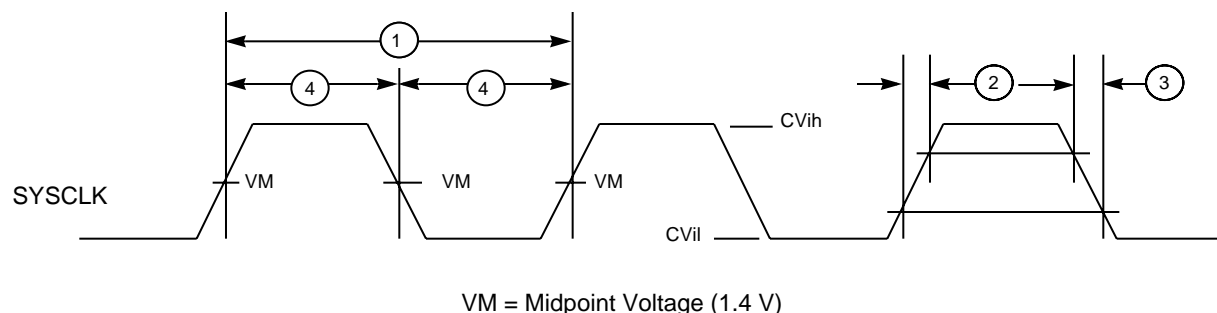 1
4
4
2
3
CVih
VM
VM
VM
SYSCLK
CVil
VM = Midpoint Voltage (1.4 V)